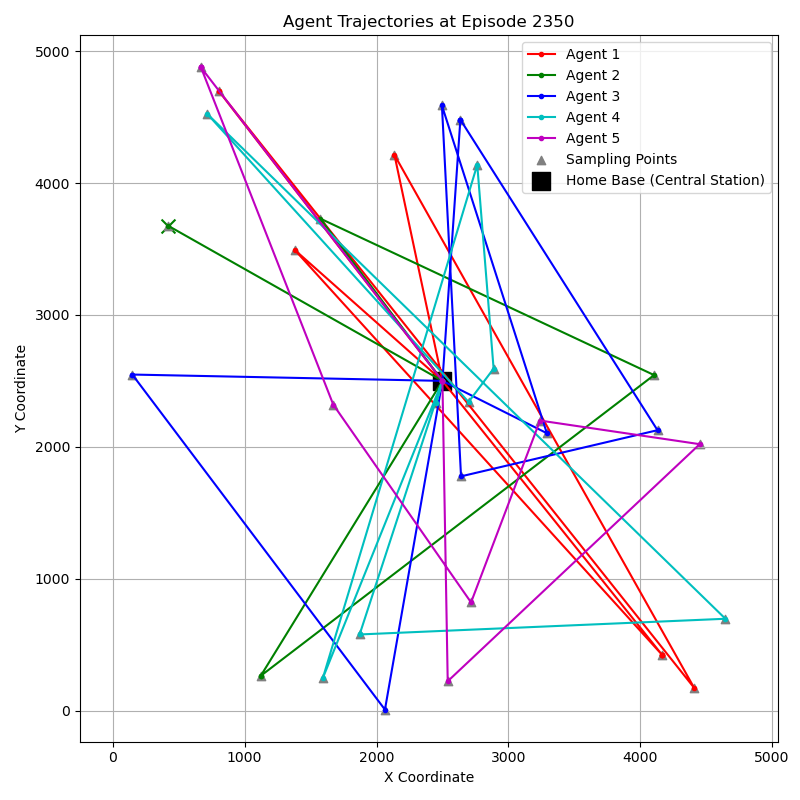 Agent Trajectories at Episode 2350
5000
4000
3000
2000
1000
0
Y Coordinate
0 1000 2000 3000 4000 5000
X Coordinate
Agent 1
Agent 2
Agent 3
Agent 4
Agent 5
Sampling Points
Home Base (Central Station)